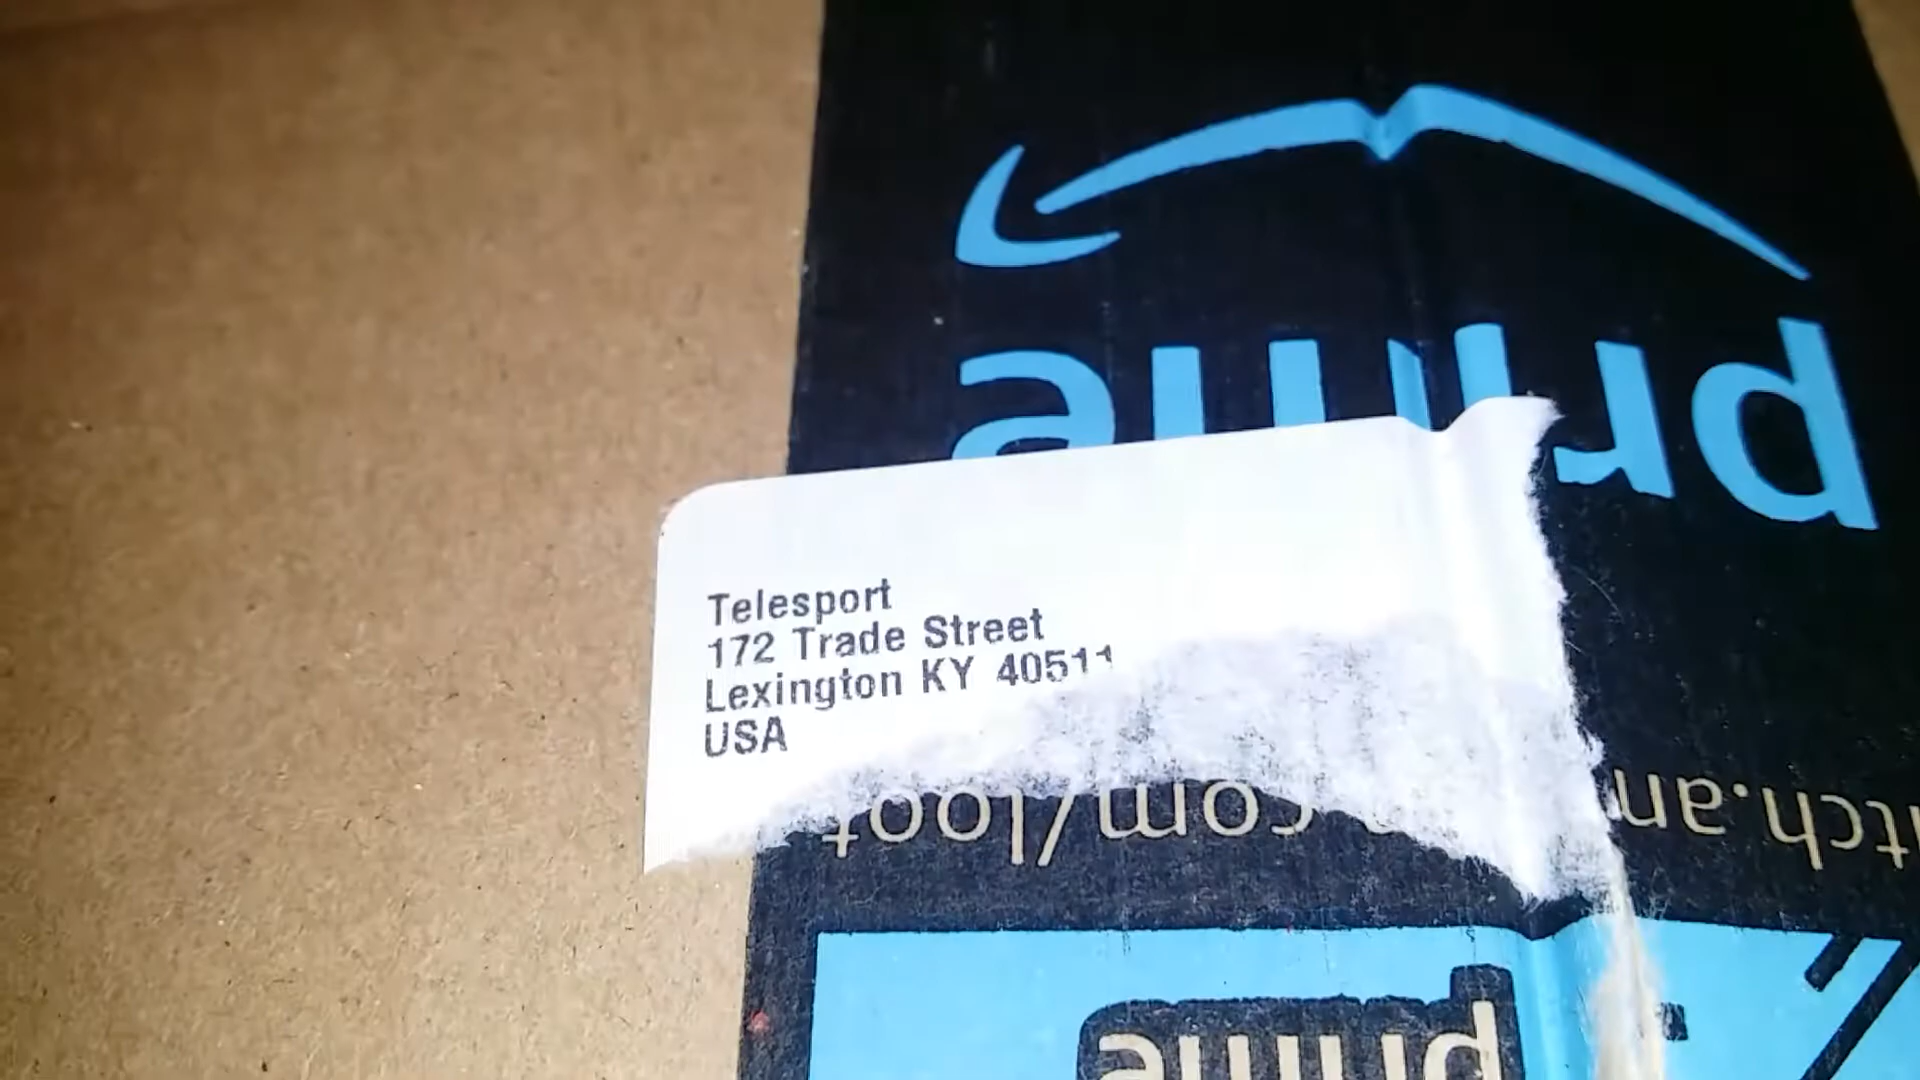 prime
Telesport
172 Trade Street
Lexington KY 40511
USA
prime